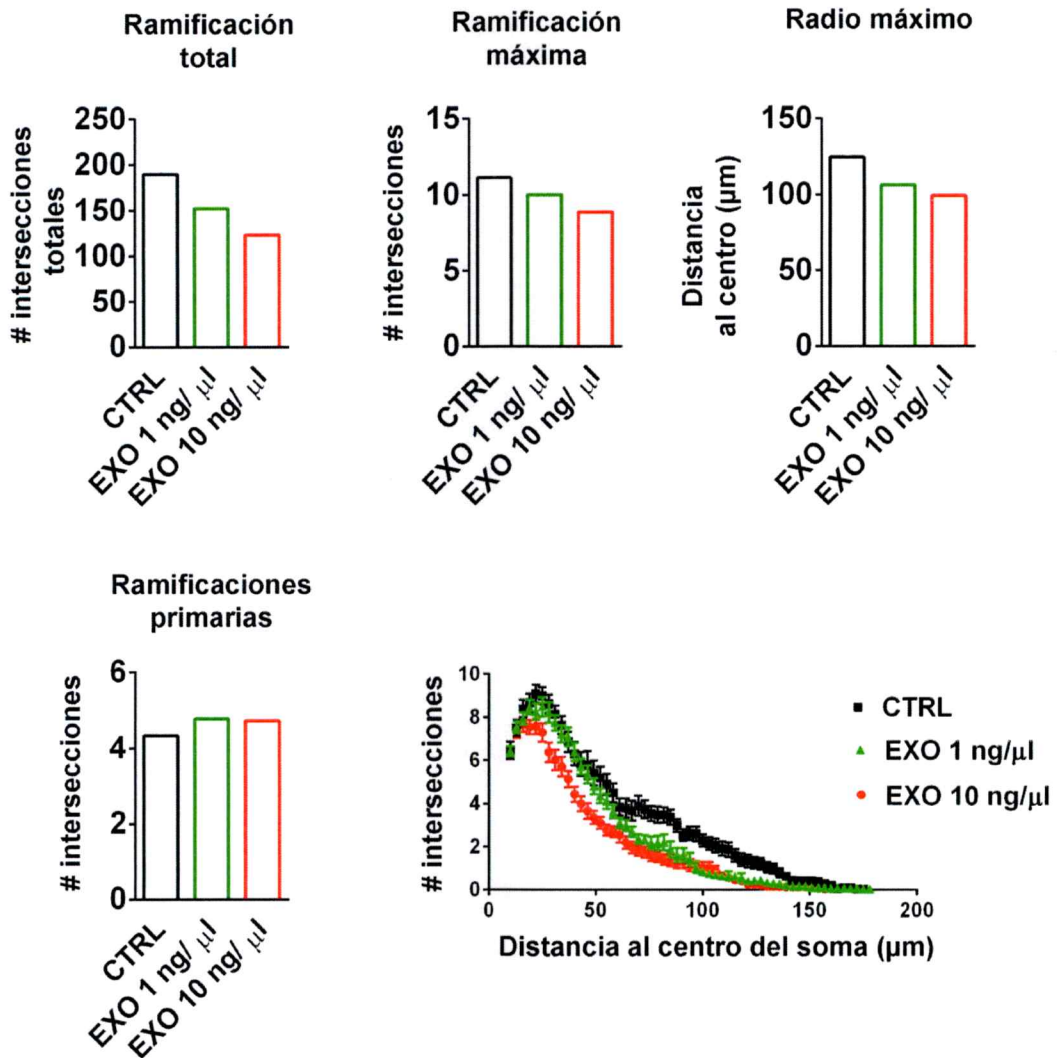 Ramificación
total
# intersecciones
totales
250
200
150
100
50
0
CTRL
EXO 1 ng/ μl
EXO 10 ng/ μl
Ramificación
máxima
# intersecciones
15
10
5
0
CTRL
EXO 1 ng/ μl
EXO 10 ng/ μl
Radio máximo
Distancia
al centro (μm)
150
100
50
0
CTRL
EXO 1 ng/ μl
EXO 10 ng/ μl
Ramificaciones
primarias
# intersecciones
6
4
2
0
CTRL
EXO 1 ng/ μl
EXO 10 ng/ μl
# intersecciones
10
8
6
4
2
0
0 50 100 150 200
Distancia al centro del soma (μm)
CTRL
EXO 1 ng/μl
EXO 10 ng/μl